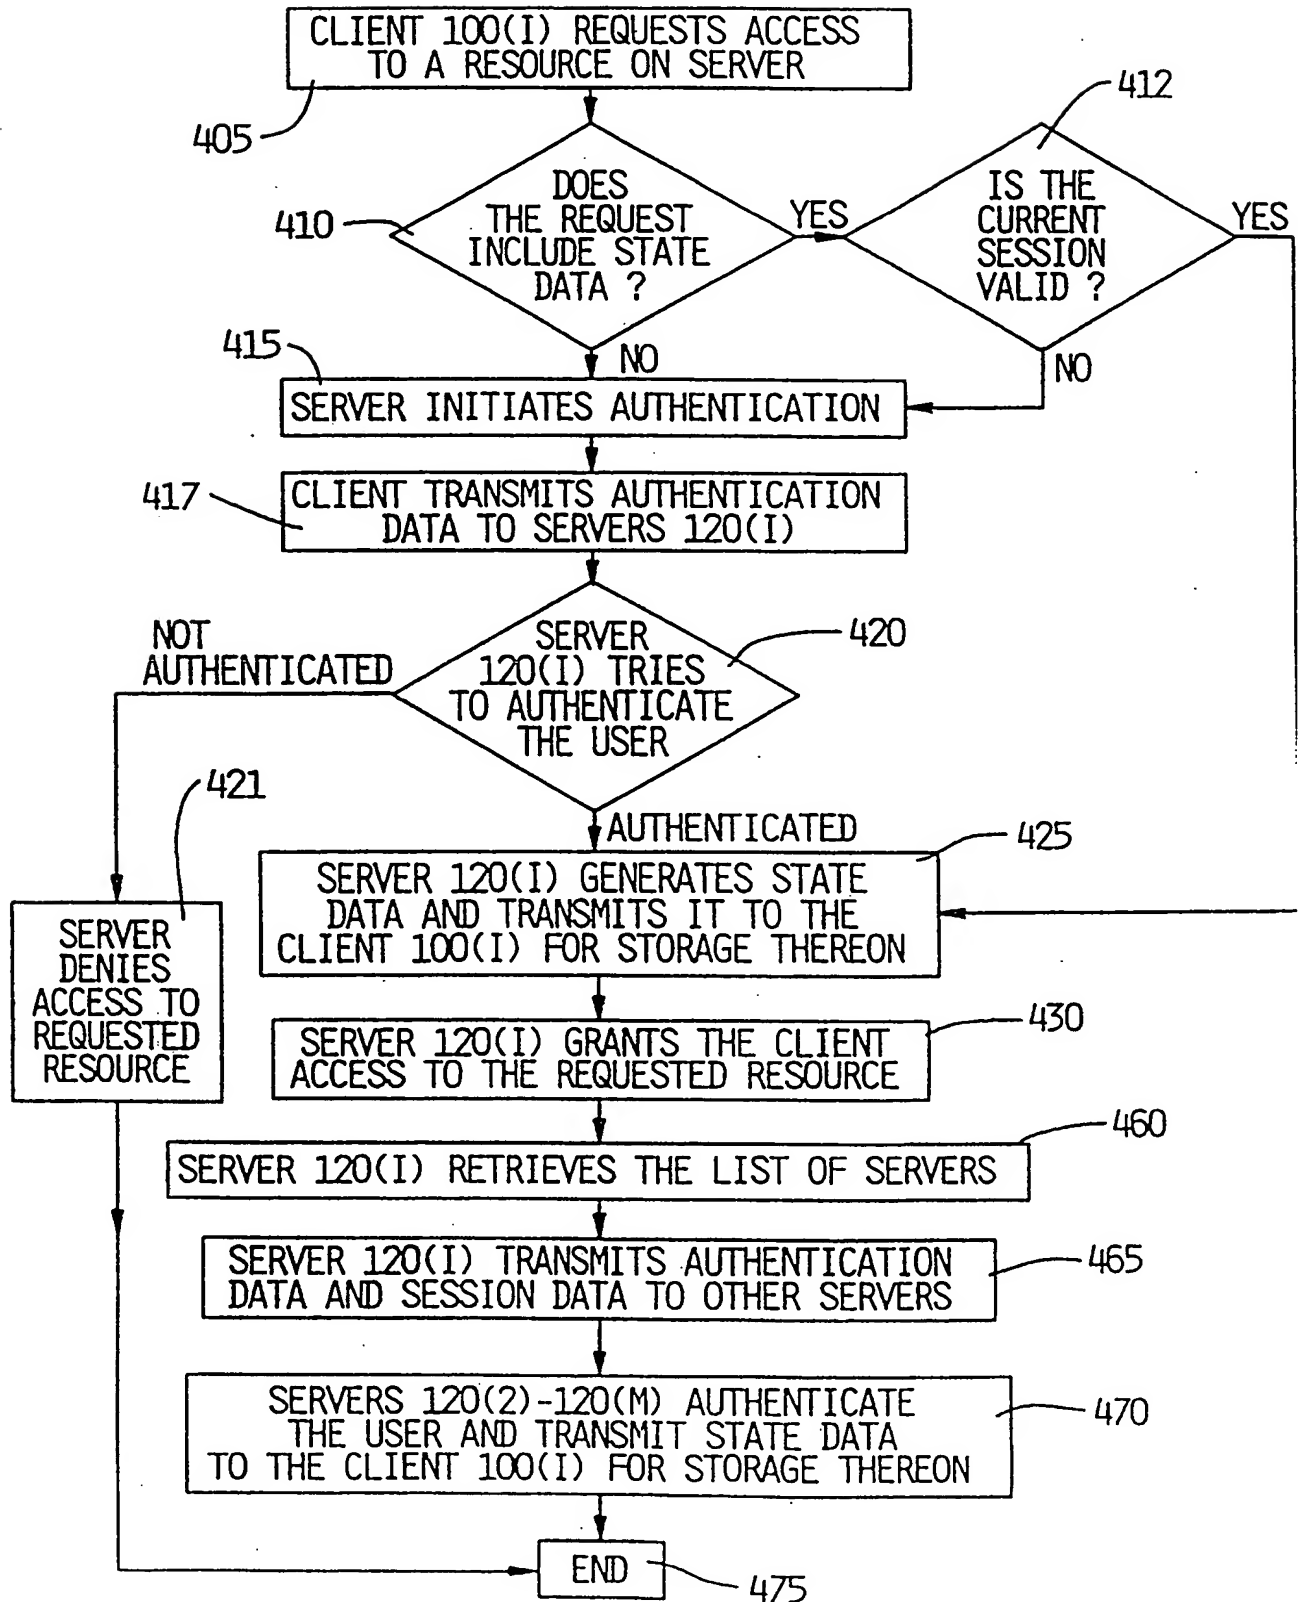 CLIENT 100(I) REQUESTS ACCESS
TO A RESOURCE ON SERVER
405
412
DOES
THE REQUEST
INCLUDE STATE
DATA ?
410
YES
IS THE
CURRENT
SESSION
VALID ?
YES
NO
NO
415
SERVER INITIATES AUTHENTICATION
417
CLIENT TRANSMITS AUTHENTICATION
DATA TO SERVERS 120(I)
SERVER
120(I) TRIES
TO AUTHENTICATE
THE USER
420
NOT
AUTHENTICATED
421
AUTHENTICATED
425
SERVER 120(I) GENERATES STATE
DATA AND TRANSMITS IT TO THE
CLIENT 100(I) FOR STORAGE THEREON
SERVER
DENIES
ACCESS TO
REQUESTED
RESOURCE
430
SERVER 120(I) GRANTS THE CLIENT
ACCESS TO THE REQUESTED RESOURCE
460
SERVER 120(I) RETRIEVES THE LIST OF SERVERS
SERVER 120(I) TRANSMITS AUTHENTICATION
DATA AND SESSION DATA TO OTHER SERVERS
465
SERVERS 120(2)-120(M) AUTHENTICATE
THE USER AND TRANSMIT STATE DATA
TO THE CLIENT 100(I) FOR STORAGE THEREON
470
END
475